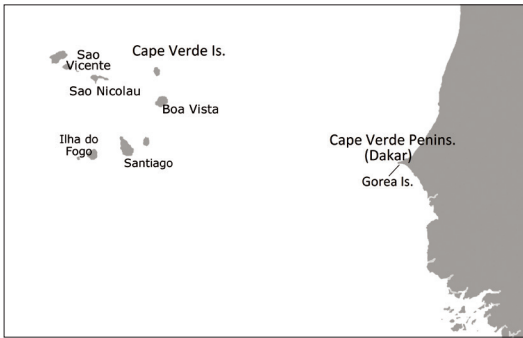 Sao
Vicente
Cape Verde Is.
Sao Nicolau
Boa Vista
Ilha do
Fogo
Santiago
Cape Verde Penins.
(Dakar)
Gorea Is.